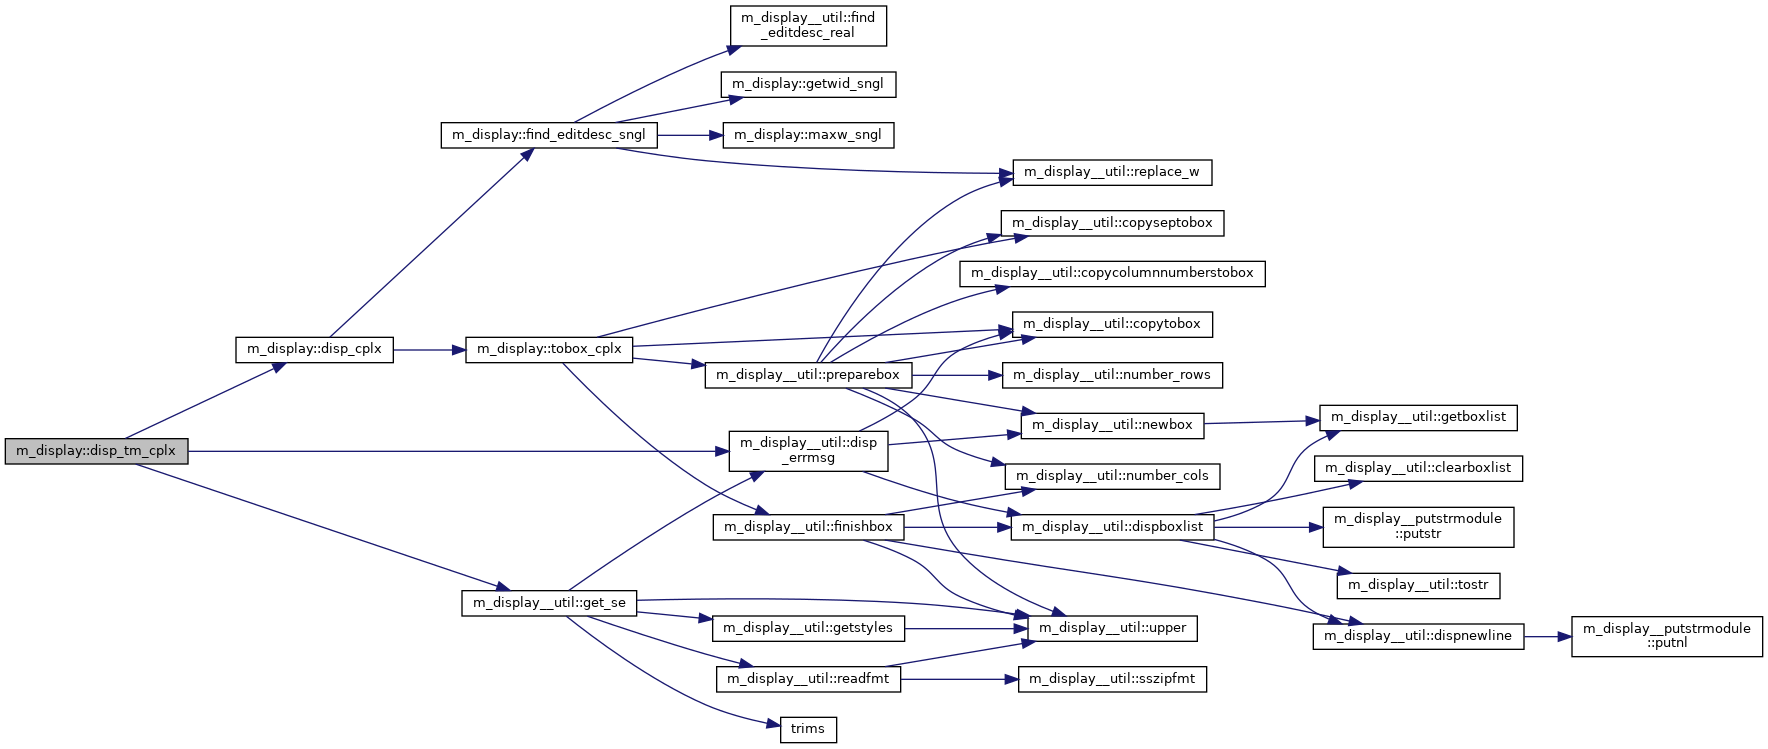 m_display__util::find
_editdesc_real
m_display::getwid_sngl
m_display::find_editdesc_sngl
m_display::maxw_sngl
m_display__util::replace_w
m_display__util::copyseptobox
m_display__util::copycolumnnumberstobox
m_display__util::copytobox
m_display::disp_cplx
m_display::tobox_cplx
m_display__util::preparebox
m_display__util::number_rows
m_display__util::getboxlist
m_display__util::newbox
m_display::disp_tm_cplx
m_display__util::disp
_errmsg
m_display__util::clearboxlist
m_display__util::number_cols
m_display__util::finishbox
m_display__util::dispboxlist
m_display__putstrmodule
::putstr
m_display__util::tostr
m_display__util::get_se
m_display__util::getstyles
m_display__util::upper
m_display__util::dispnewline
m_display__putstrmodule
::putnl
m_display__util::readfmt
m_display__util::sszipfmt
trims